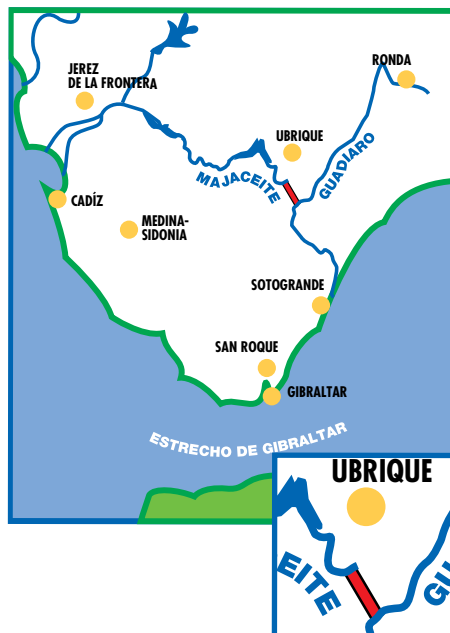 RONDA
JEREZ
DE LA FRONTERA
UBRIQUE
MAJACEITE
GUADIARO
CADÍZ
MEDINA-
SIDONIA
SOTOGRANDE
SAN ROQUE
GIBRALTAR
ESTRECHO DE GIBRALTAR
UBRIQUE
EITE
GU